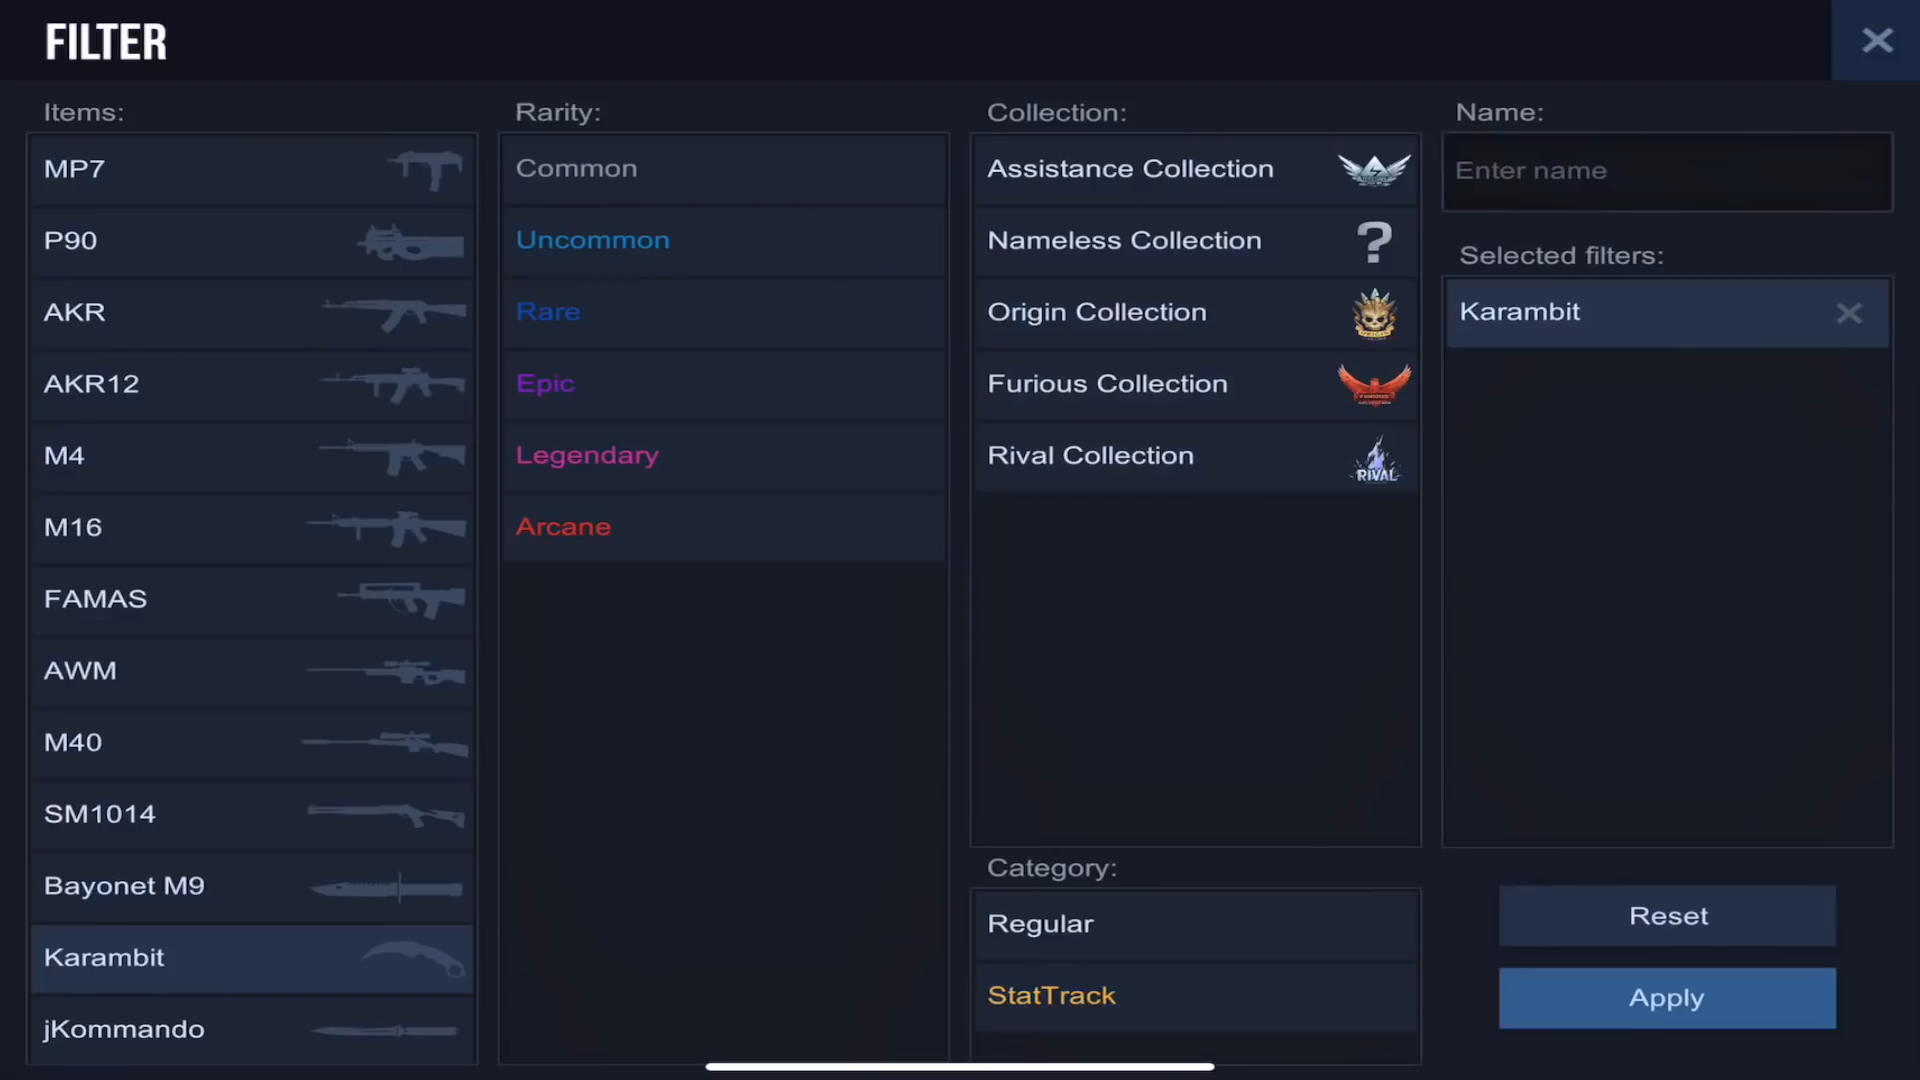 FILTER
Items:
MP7
P90
AKR
AKR12
M4
M16
FAMAS
AWM
M40
SM1014
Bayonet M9
Karambit
jKommando
Rarity:
Common
Uncommon
Rare
Epic
Legendary
Arcane
Collection:
Assistance Collection
Nameless Collection
?
Origin Collection
ORIGIN
Furious Collection
FURIOUS
Rival Collection
RIVAL
Category:
Regular
StatTrack
Name:
Enter name
Selected filters:
Karambit
Reset
Apply